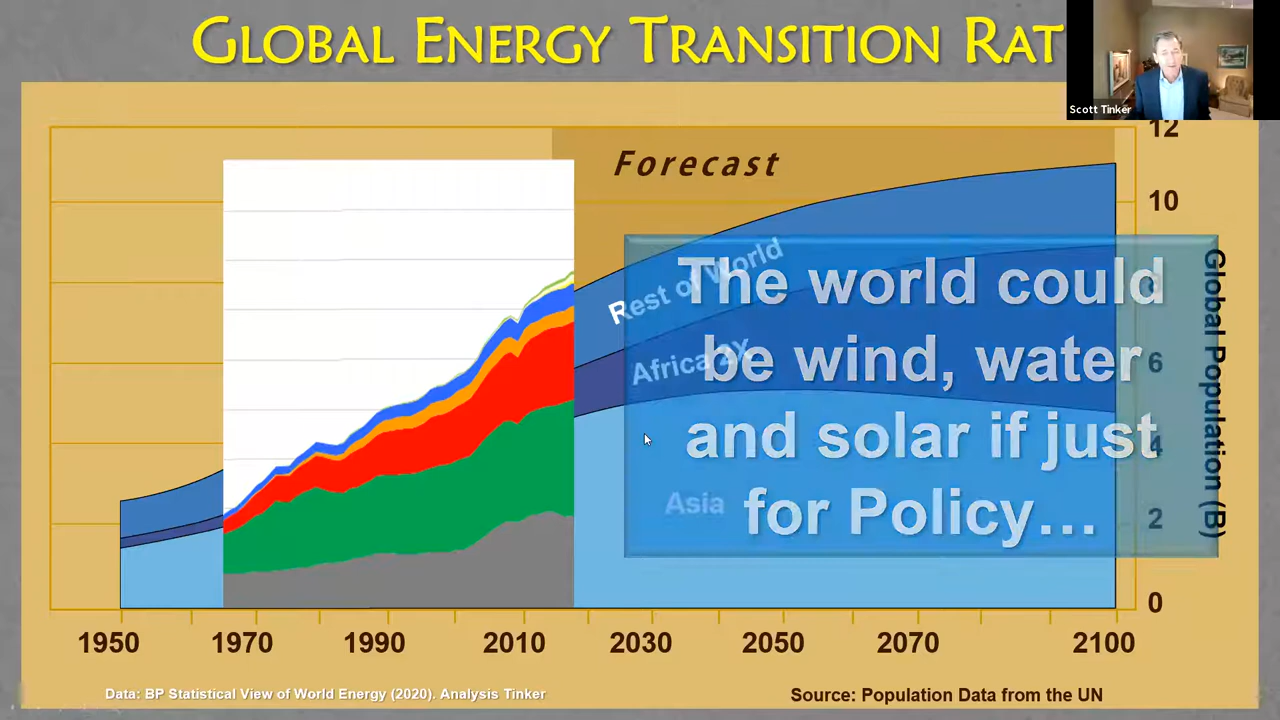 GLOBAL ENERGY TRANSITION RAT
Scott Tinker
12
Forecast
10
Rest of World
8
Africa 2X
6
4
Asia
2
0
Global Population (B)
The world could
be wind, water
and solar if just
for Policy…
1950 1970 1990 2010 2030 2050 2070 2100
Data: BP Statistical View of World Energy (2020). Analysis Tinker
Source: Population Data from the UN